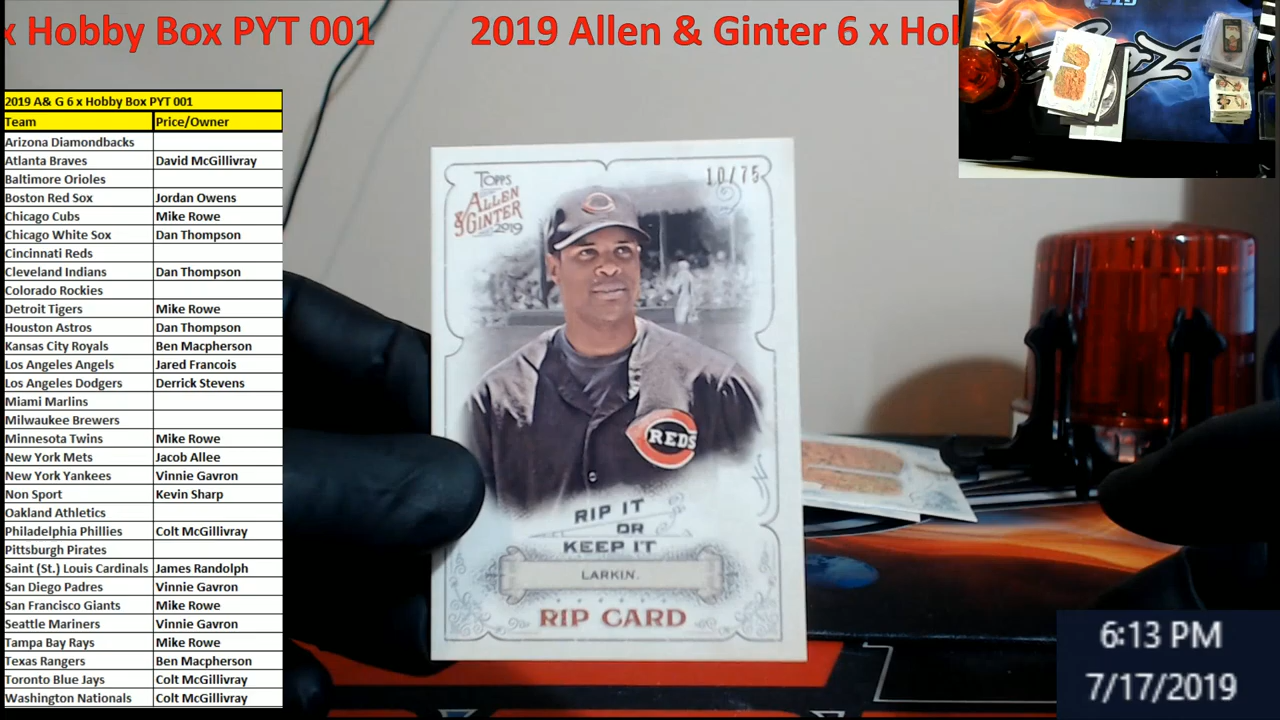 x Hobby Box PYT 001 2019 Allen & Ginter 6 x Hol
2019 A& G 6 x Hobby Box PYT 001
Team Price/Owner
Arizona Diamondbacks
Atlanta Braves David McGillivray
Baltimore Orioles
Boston Red Sox Jordan Owens
Chicago Cubs Mike Rowe
Chicago White Sox Dan Thompson
Cincinnati Reds
Cleveland Indians Dan Thompson
Colorado Rockies
Detroit Tigers Mike Rowe
Houston Astros Dan Thompson
Kansas City Royals Ben Macpherson
Los Angeles Angels Jared Francois
Los Angeles Dodgers Derrick Stevens
Miami Marlins
Milwaukee Brewers
Minnesota Twins Mike Rowe
New York Mets Jacob Allee
New York Yankees Vinnie Gavron
Non Sport Kevin Sharp
Oakland Athletics
Philadelphia Phillies Colt McGillivray
Pittsburgh Pirates
Saint (St.) Louis Cardinals James Randolph
San Diego Padres Vinnie Gavron
San Francisco Giants Mike Rowe
Seattle Mariners Vinnie Gavron
Tampa Bay Rays Mike Rowe
Texas Rangers Ben Macpherson
Toronto Blue Jays Colt McGillivray
Washington Nationals Colt McGillivray
TOPPS
ALLEN
& GINTER
2019
10/75
REDS
RIP IT
OR
KEEP IT
LARKIN.
RIP CARD
6:13 PM
7/17/2019